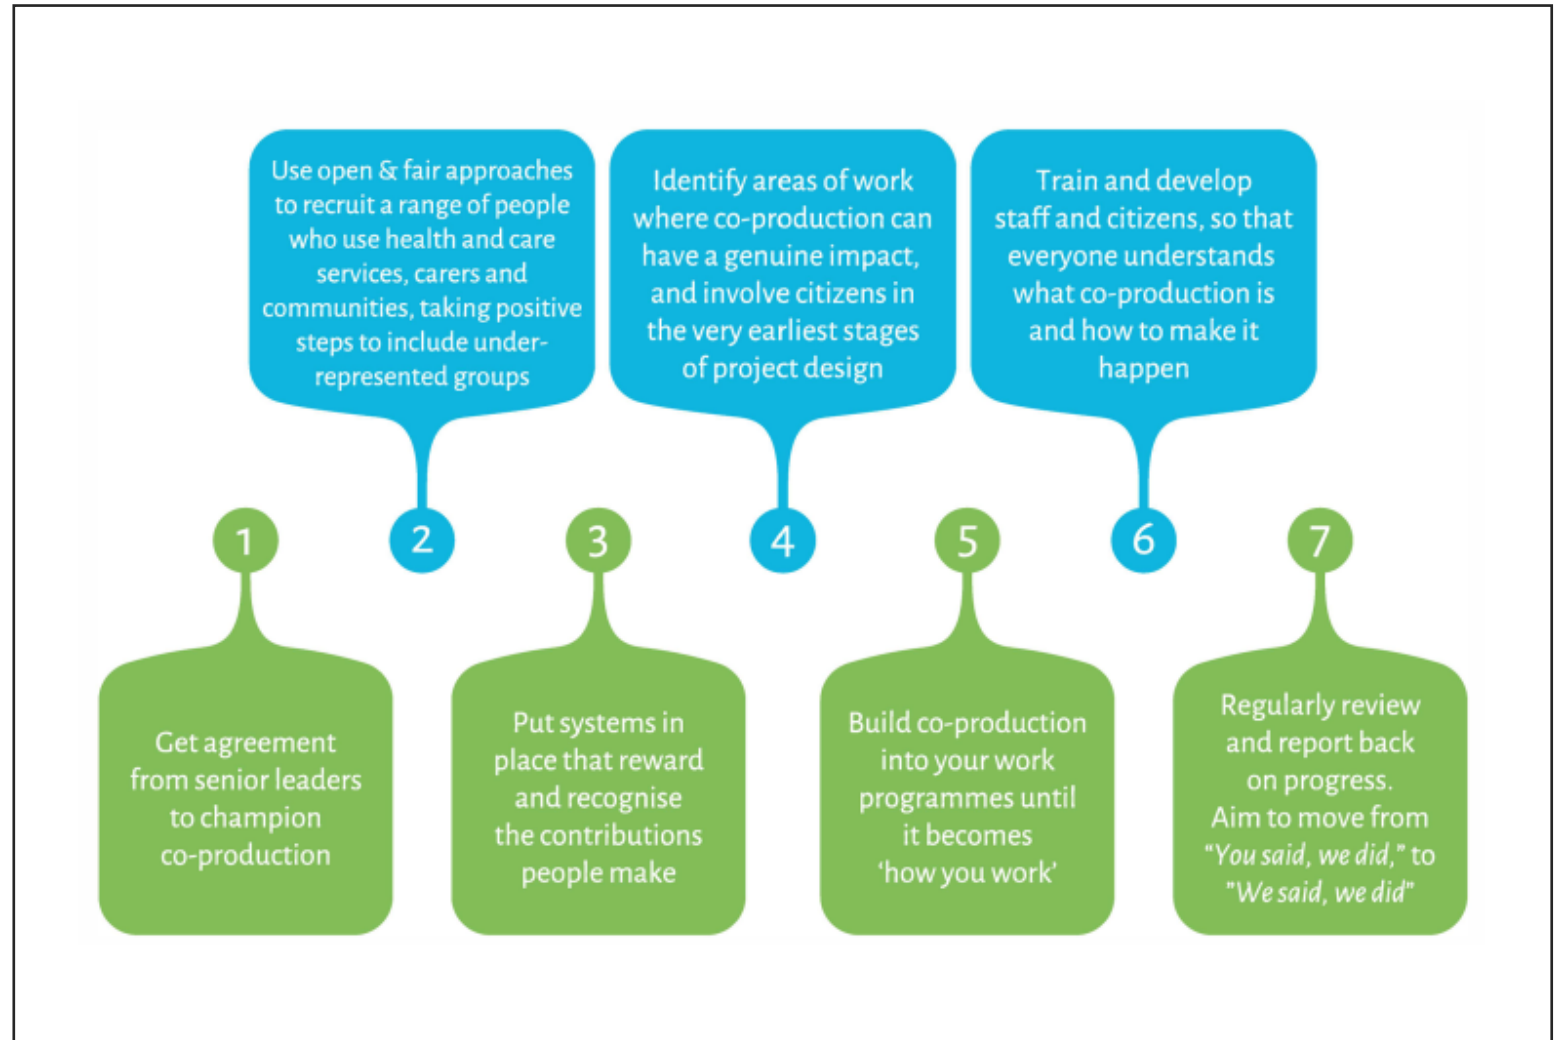 1
Get agreement
from senior leaders
to champion
co-production
2
Use open & fair approaches
to recruit a range of people
who use health and care
services, carers and
communities, taking positive
steps to include under-
represented groups
3
Put systems in
place that reward
and recognise
the contributions
people make
4
Identify areas of work
where co-production can
have a genuine impact,
and involve citizens in
the very earliest stages
of project design
5
Build co-production
into your work
programmes until
it becomes
‘how you work’
6
Train and develop
staff and citizens, so that
everyone understands
what co-production is
and how to make it
happen
7
Regularly review
and report back
on progress.
Aim to move from
“You said, we did,” to
"We said, we did"